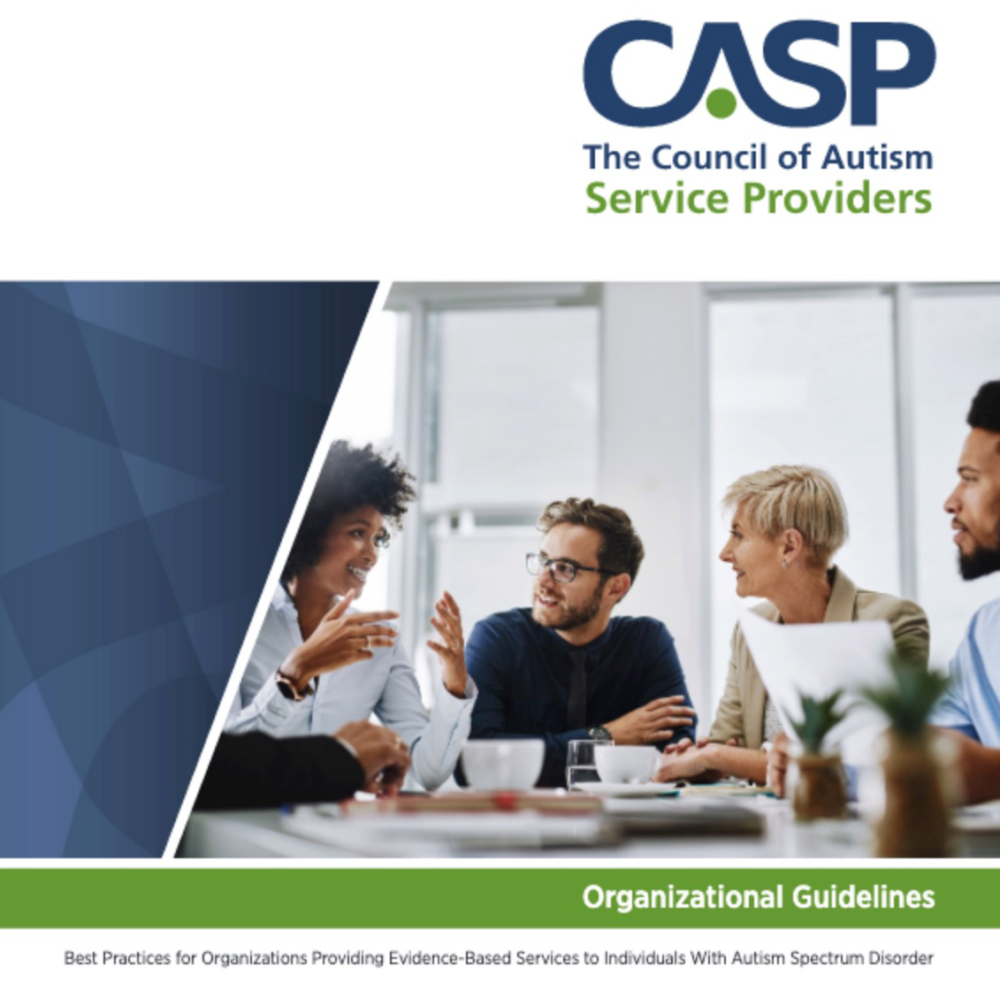 CASP
The Council of Autism
Service Providers
Organizational Guidelines
Best Practices for Organizations Providing Evidence-Based Services to Individuals With Autism Spectrum Disorder